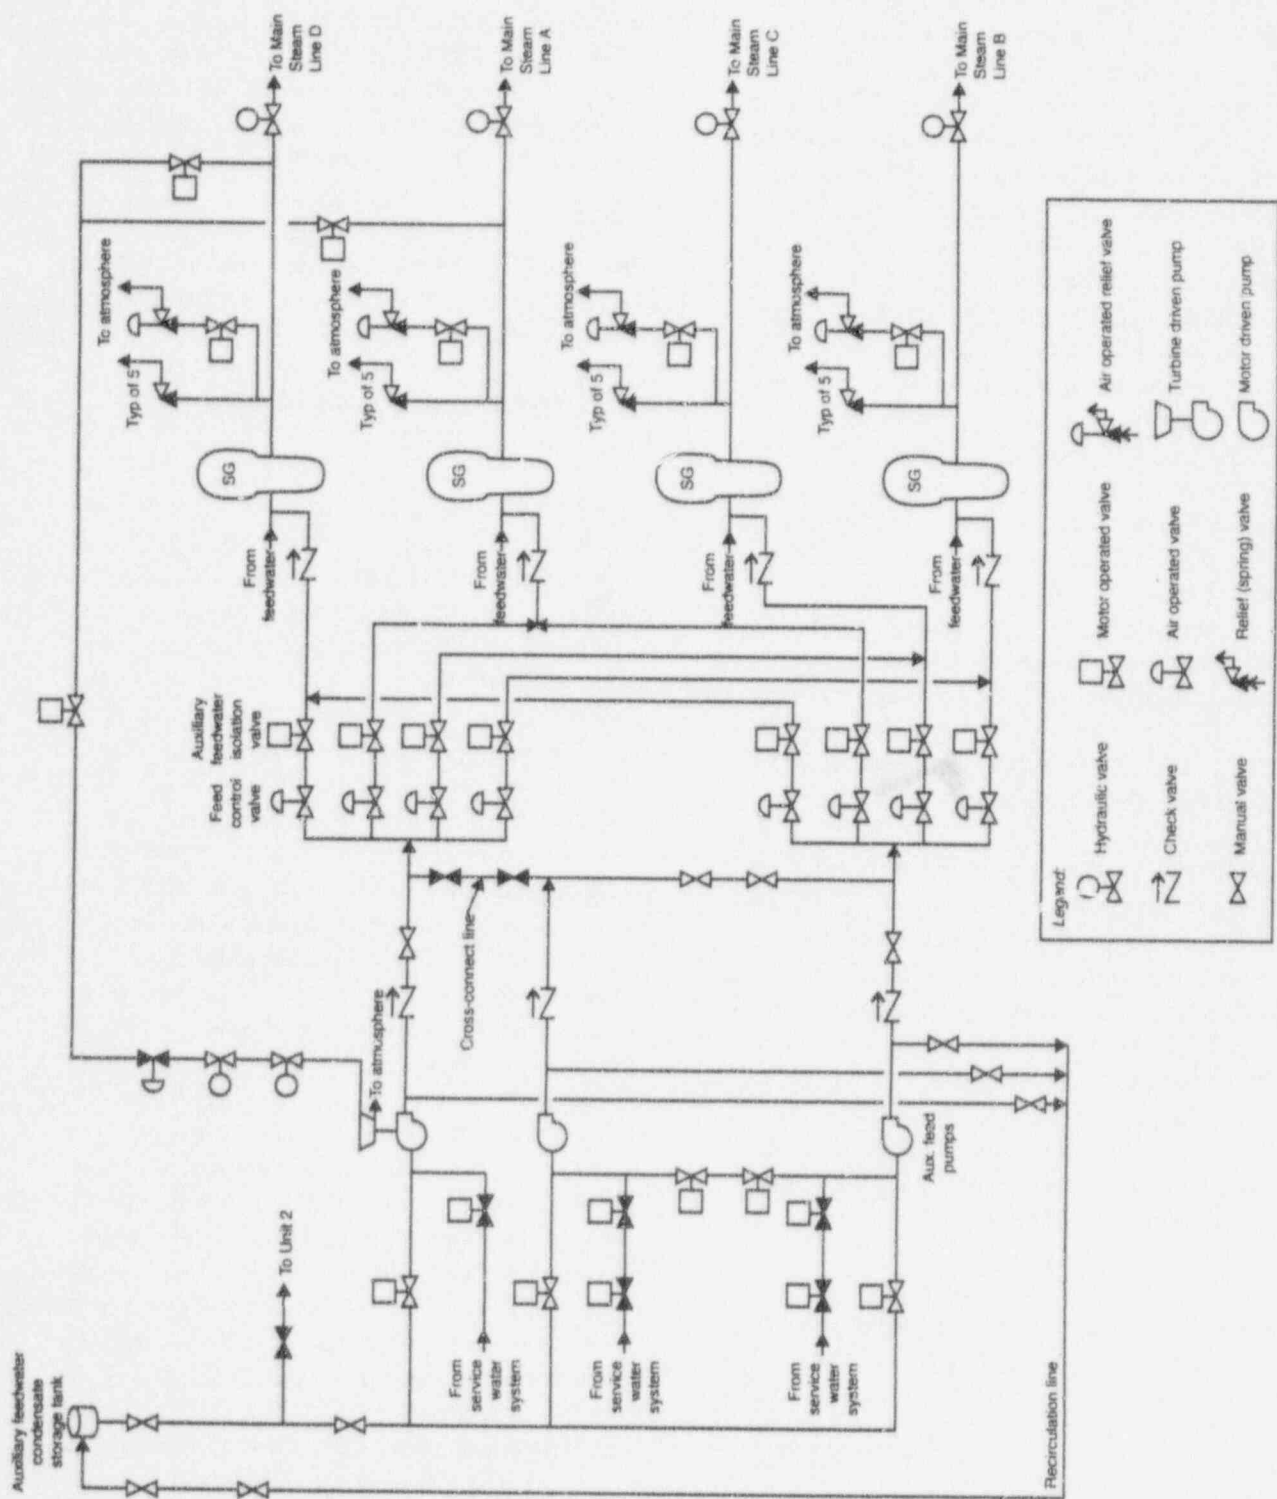 To Main
Steam
Line D
To Main
Steam
Line A
To Main
Steam
Line C
To Main
Steam
Line B
To atmosphere
Typ of 5
To atmosphere
Typ of 5
To atmosphere
Typ of 5
To atmosphere
Typ of 5
SG
SG
SG
SG
From
feedwater
From
feedwater
From
feedwater
From
feedwater
Auxiliary
feedwater
isolation
valve
Feed
control
valve
Cross-connect line
To atmosphere
Aux. feed
pumps
To Unit 2
From
service
water
system
From
service
water
system
From
service
water
system
Auxiliary feedwater
condensate
storage tank
Recirculation line
Legend:
Hydraulic valve
Motor operated valve
Air operated relief valve
Check valve
Air operated valve
Turbine driven pump
Manual valve
Relief (spring) valve
Motor driven pump